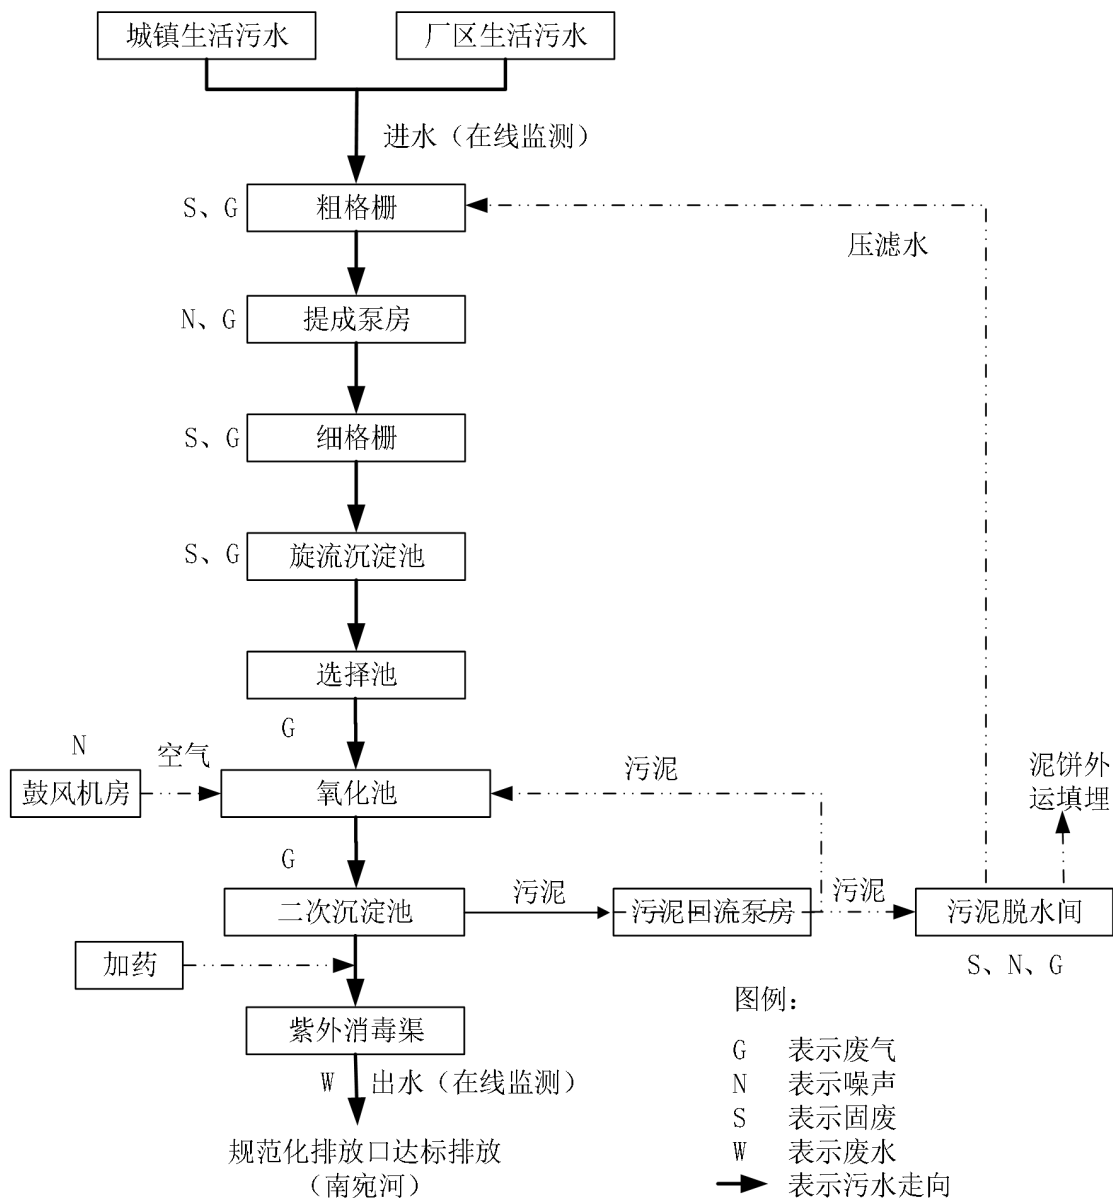 城镇生活污水
厂区生活污水
进水（在线监测）
S、G
粗格栅
压滤水
N、G
提成泵房
S、G
细格栅
S、G
旋流沉淀池
选择池
G
N
空气
污泥
泥饼外
运填埋
鼓风机房
氧化池
G
污泥
污泥
二次沉淀池
污泥回流泵房
污泥脱水间
加药
S、N、G
图例：
紫外消毒渠
G 表示废气
W 出水（在线监测）
N 表示噪声
S 表示固废
规范化排放口达标排放
W 表示废水
（南宛河）
表示污水走向